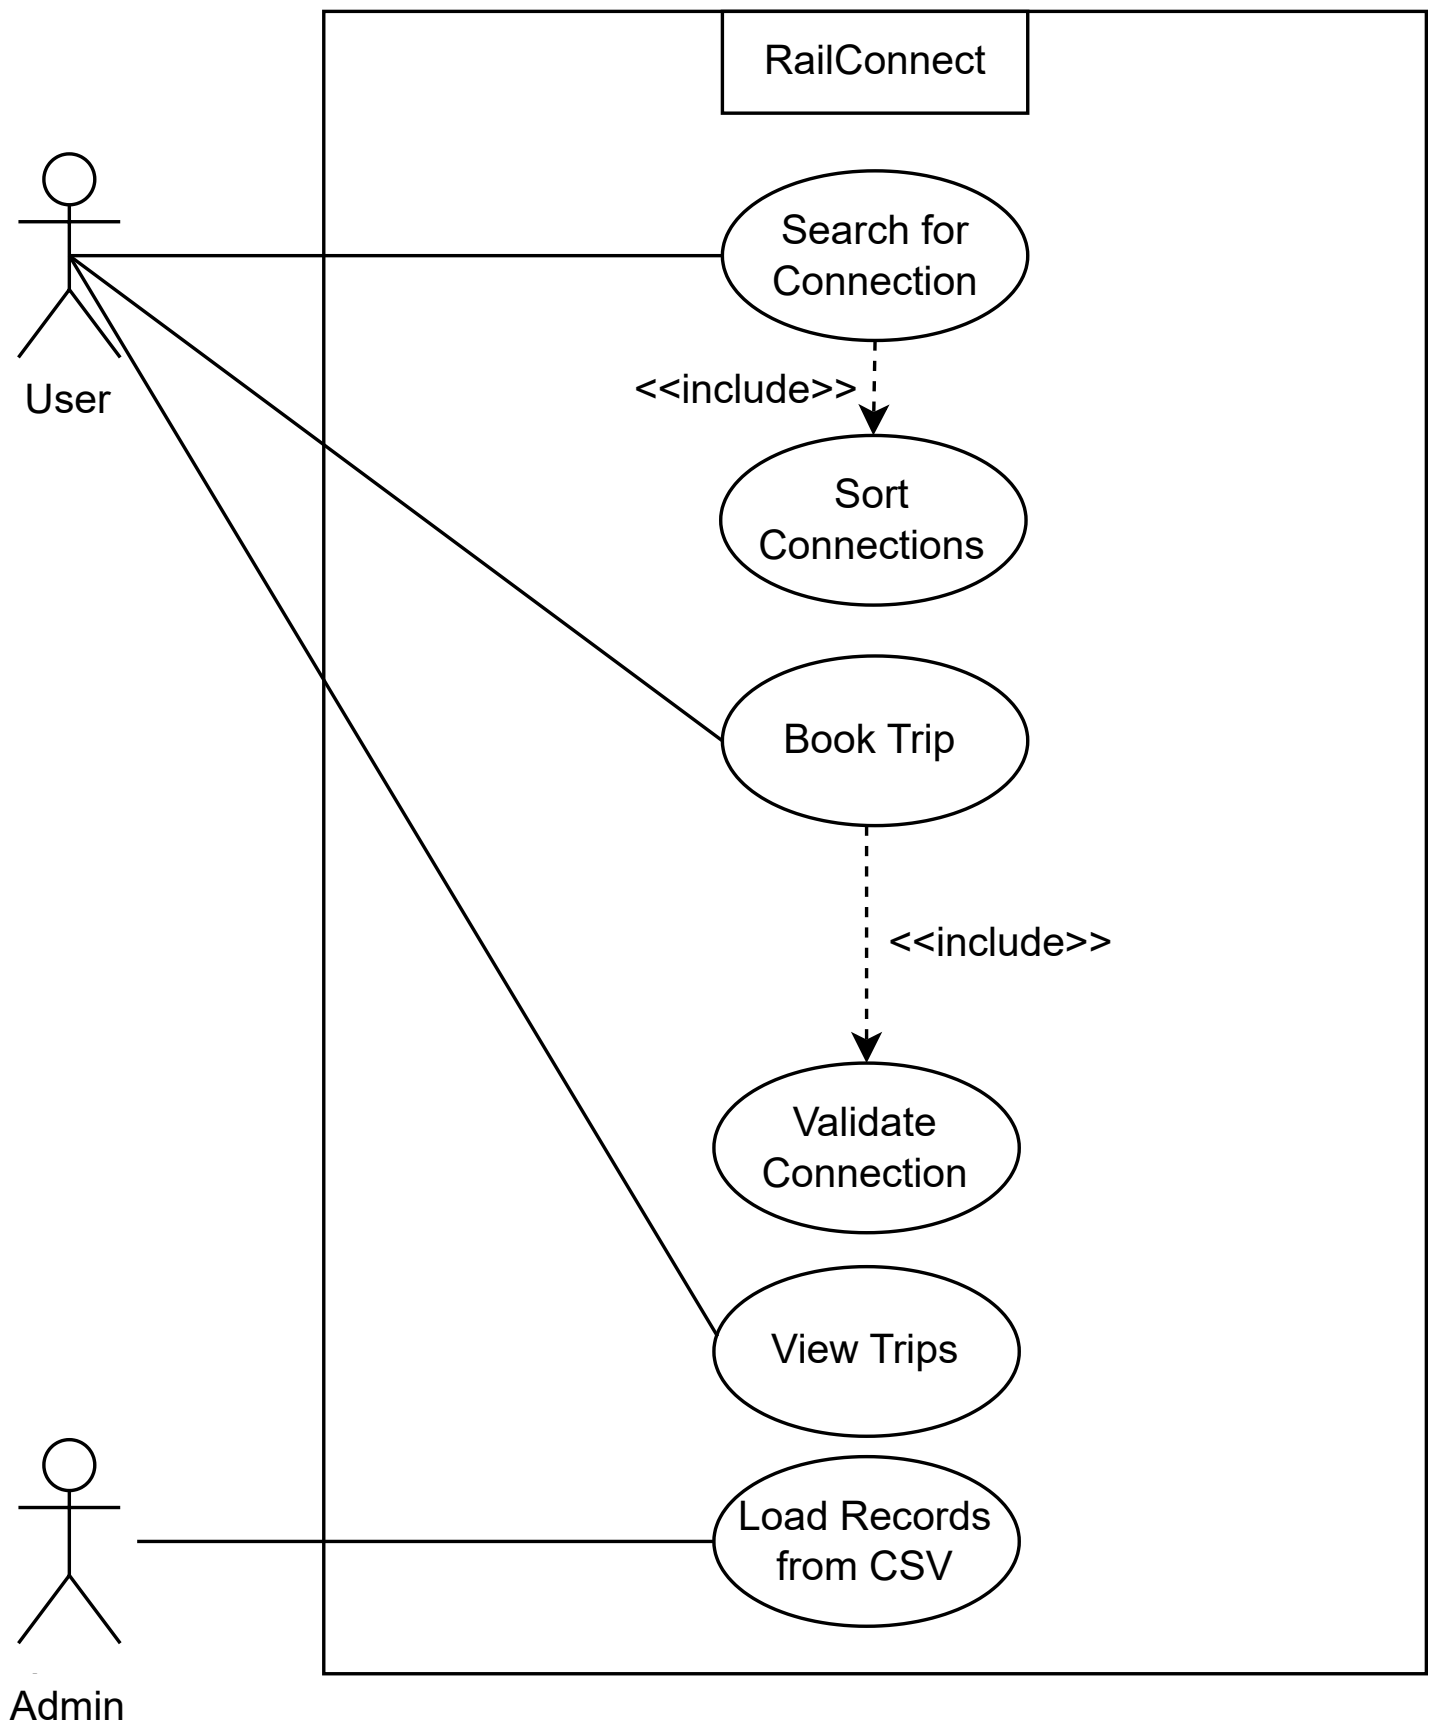 RailConnect
Search for
Connection
User
<<include>>
Sort
Connections
Book Trip
<<include>>
Validate
Connection
View Trips
Load Records
from CSV
Admin